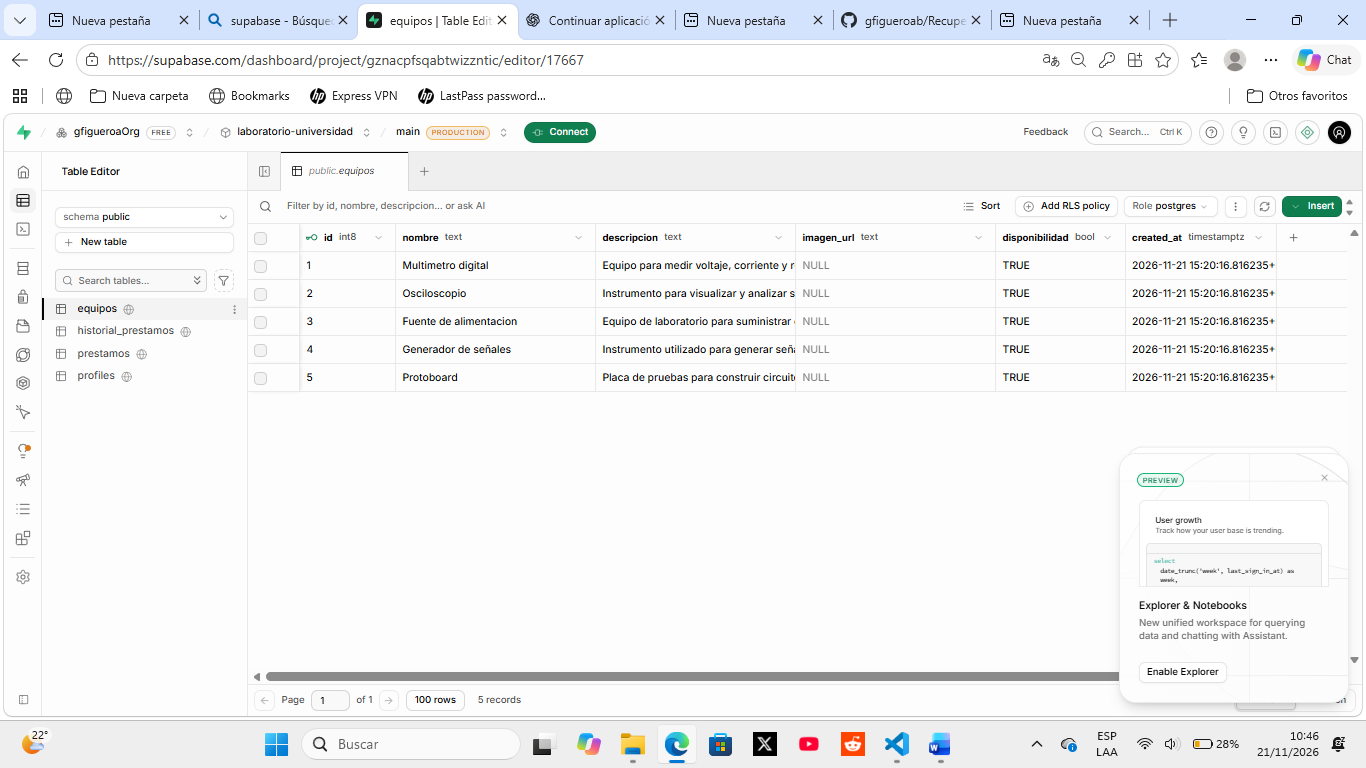 Nueva pestaña
supabase - Búsque
equipos | Table Edit
Continuar aplicació
Nueva pestaña
gfigueroad/Recupe
Nueva pestaña
https://supabase.com/dashboard/project/gznacpfsqabtwizzntic/editor/17667
Chat
Nueva carpeta
Bookmarks
Express VPN
LastPass password...
Otros favoritos
gfigueroaOrg FREE / laboratorio-universidad / main PRODUCTION Connect
Feedback
Search... Ctrl K
Table Editor
public.equipos
schema public
New table
Search tables...
equipos
historial_prestamos
prestamos
profiles
Filter by id, nombre, descripcion... or ask AI
Sort
Add RLS policy
Role postgres
Insert
id int8 nombre text descripcion text imagen_url text disponibilidad bool created_at timestamptz
1 Multimetro digital Equipo para medir voltaje, corriente y r NULL TRUE 2026-11-21 15:20:16.816235+
2 Osciloscopio Instrumento para visualizar y analizar s NULL TRUE 2026-11-21 15:20:16.816235+
3 Fuente de alimentacion Equipo de laboratorio para suministrar NULL TRUE 2026-11-21 15:20:16.816235+
4 Generador de señales Instrumento utilizado para generar seña NULL TRUE 2026-11-21 15:20:16.816235+
5 Protoboard Placa de pruebas para construir circuito NULL TRUE 2026-11-21 15:20:16.816235+
PREVIEW
User growth
Track how your user base is trending.
select
date_trunc('week', last_sign_in_at) as
week,
Explorer & Notebooks
New unified workspace for querying
data and chatting with Assistant.
Enable Explorer
Page 1 of 1 100 rows 5 records
22°
Buscar
ESP
LAA
28%
10:46
21/11/2026